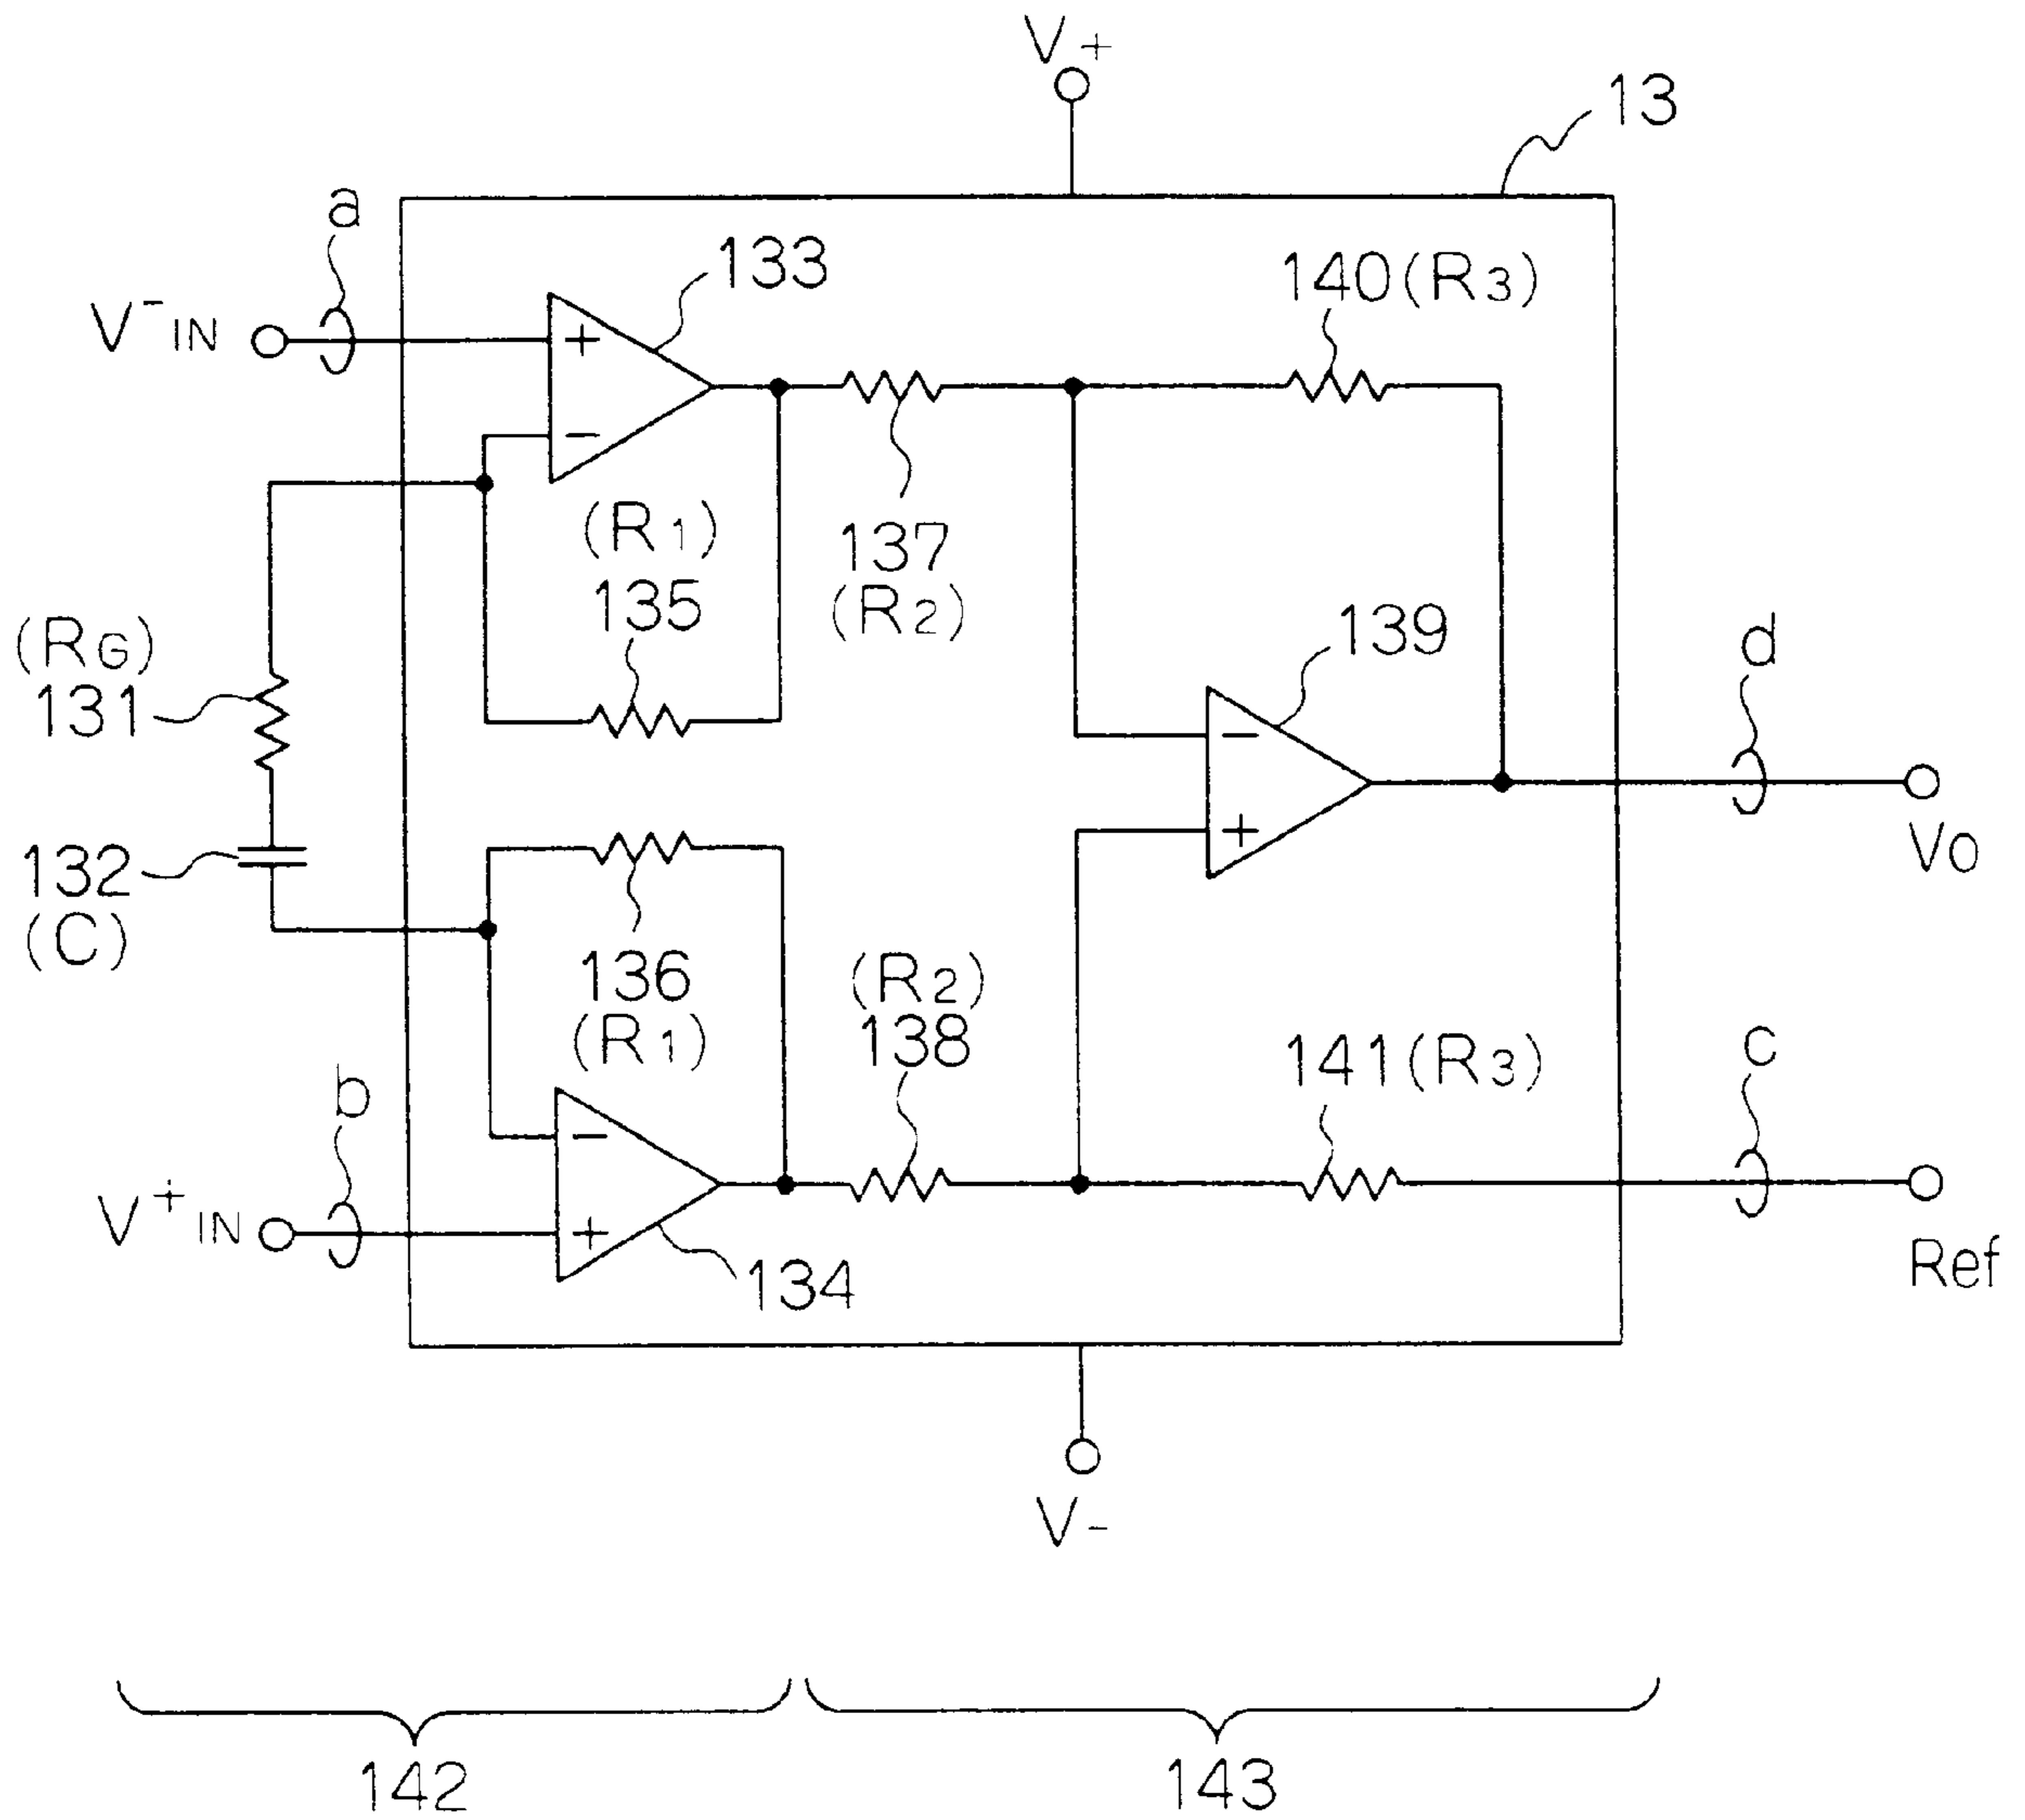 V+
13
a
133
140(R3)
V-IN
+
−
(R1)
135
137
(R2)
(RG)
131
139
d
−
+
Vo
132
(C)
136
(R1)
(R2)
138
141(R3)
c
b
−
+
V+IN
134
Ref
V-
142
143